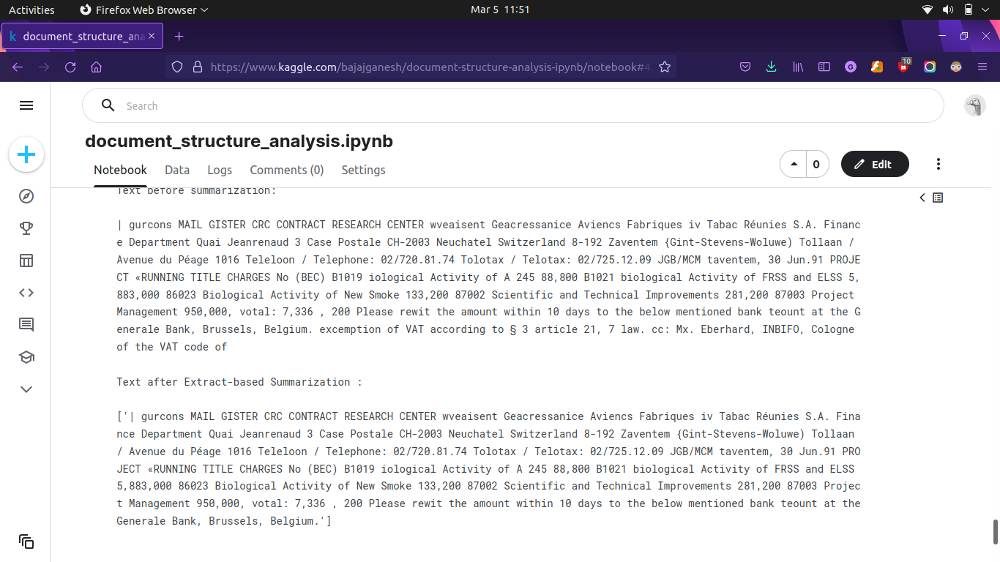 Activities
Firefox Web Browser
Mar 5 11:51
document_structure_ana
https://www.kaggle.com/bajajganesh/document-structure-analysis-ipynb/notebook#4
10
Search
document_structure_analysis.ipynb
Notebook Data Logs Comments (0) Settings
0 Edit
Text before summarization:
| gurcons MAIL GISTER CRC CONTRACT RESEARCH CENTER wveaisent Geacressanice Aviencs Fabriques iv Tabac Réunies S.A. Financ
e Department Quai Jeanrenaud 3 Case Postale CH-2003 Neuchatel Switzerland 8-192 Zaventem {Gint-Stevens-Woluwe) Tollaan /
Avenue du Péage 1016 Teleloon / Telephone: 02/720.81.74 Tolotax / Telotax: 02/725.12.09 JGB/MCM taventem, 30 Jun.91 PROJE
CT «RUNNING TITLE CHARGES No (BEC) B1019 iological Activity of A 245 88,800 B1021 biological Activity of FRSS and ELSS 5,
883,000 86023 Biological Activity of New Smoke 133,200 87002 Scientific and Technical Improvements 281,200 87003 Project
Management 950,000, votal: 7,336 , 200 Please rewit the amount within 10 days to the below mentioned bank teount at the G
enerale Bank, Brussels, Belgium. excemption of VAT according to § 3 article 21, 7 law. cc: Mx. Eberhard, INBIFO, Cologne
of the VAT code of
Text after Extract-based Summarization :
['| gurcons MAIL GISTER CRC CONTRACT RESEARCH CENTER wveaisent Geacressanice Aviencs Fabriques iv Tabac Réunies S.A. Fina
nce Department Quai Jeanrenaud 3 Case Postale CH-2003 Neuchatel Switzerland 8-192 Zaventem {Gint-Stevens-Woluwe) Tollaan
/ Avenue du Péage 1016 Teleloon / Telephone: 02/720.81.74 Tolotax / Telotax: 02/725.12.09 JGB/MCM taventem, 30 Jun.91 PRO
JECT «RUNNING TITLE CHARGES No (BEC) B1019 iological Activity of A 245 88,800 B1021 biological Activity of FRSS and ELSS
5,883,000 86023 Biological Activity of New Smoke 133,200 87002 Scientific and Technical Improvements 281,200 87003 Projec
t Management 950,000, votal: 7,336 , 200 Please rewit the amount within 10 days to the below mentioned bank teount at the
Generale Bank, Brussels, Belgium.']